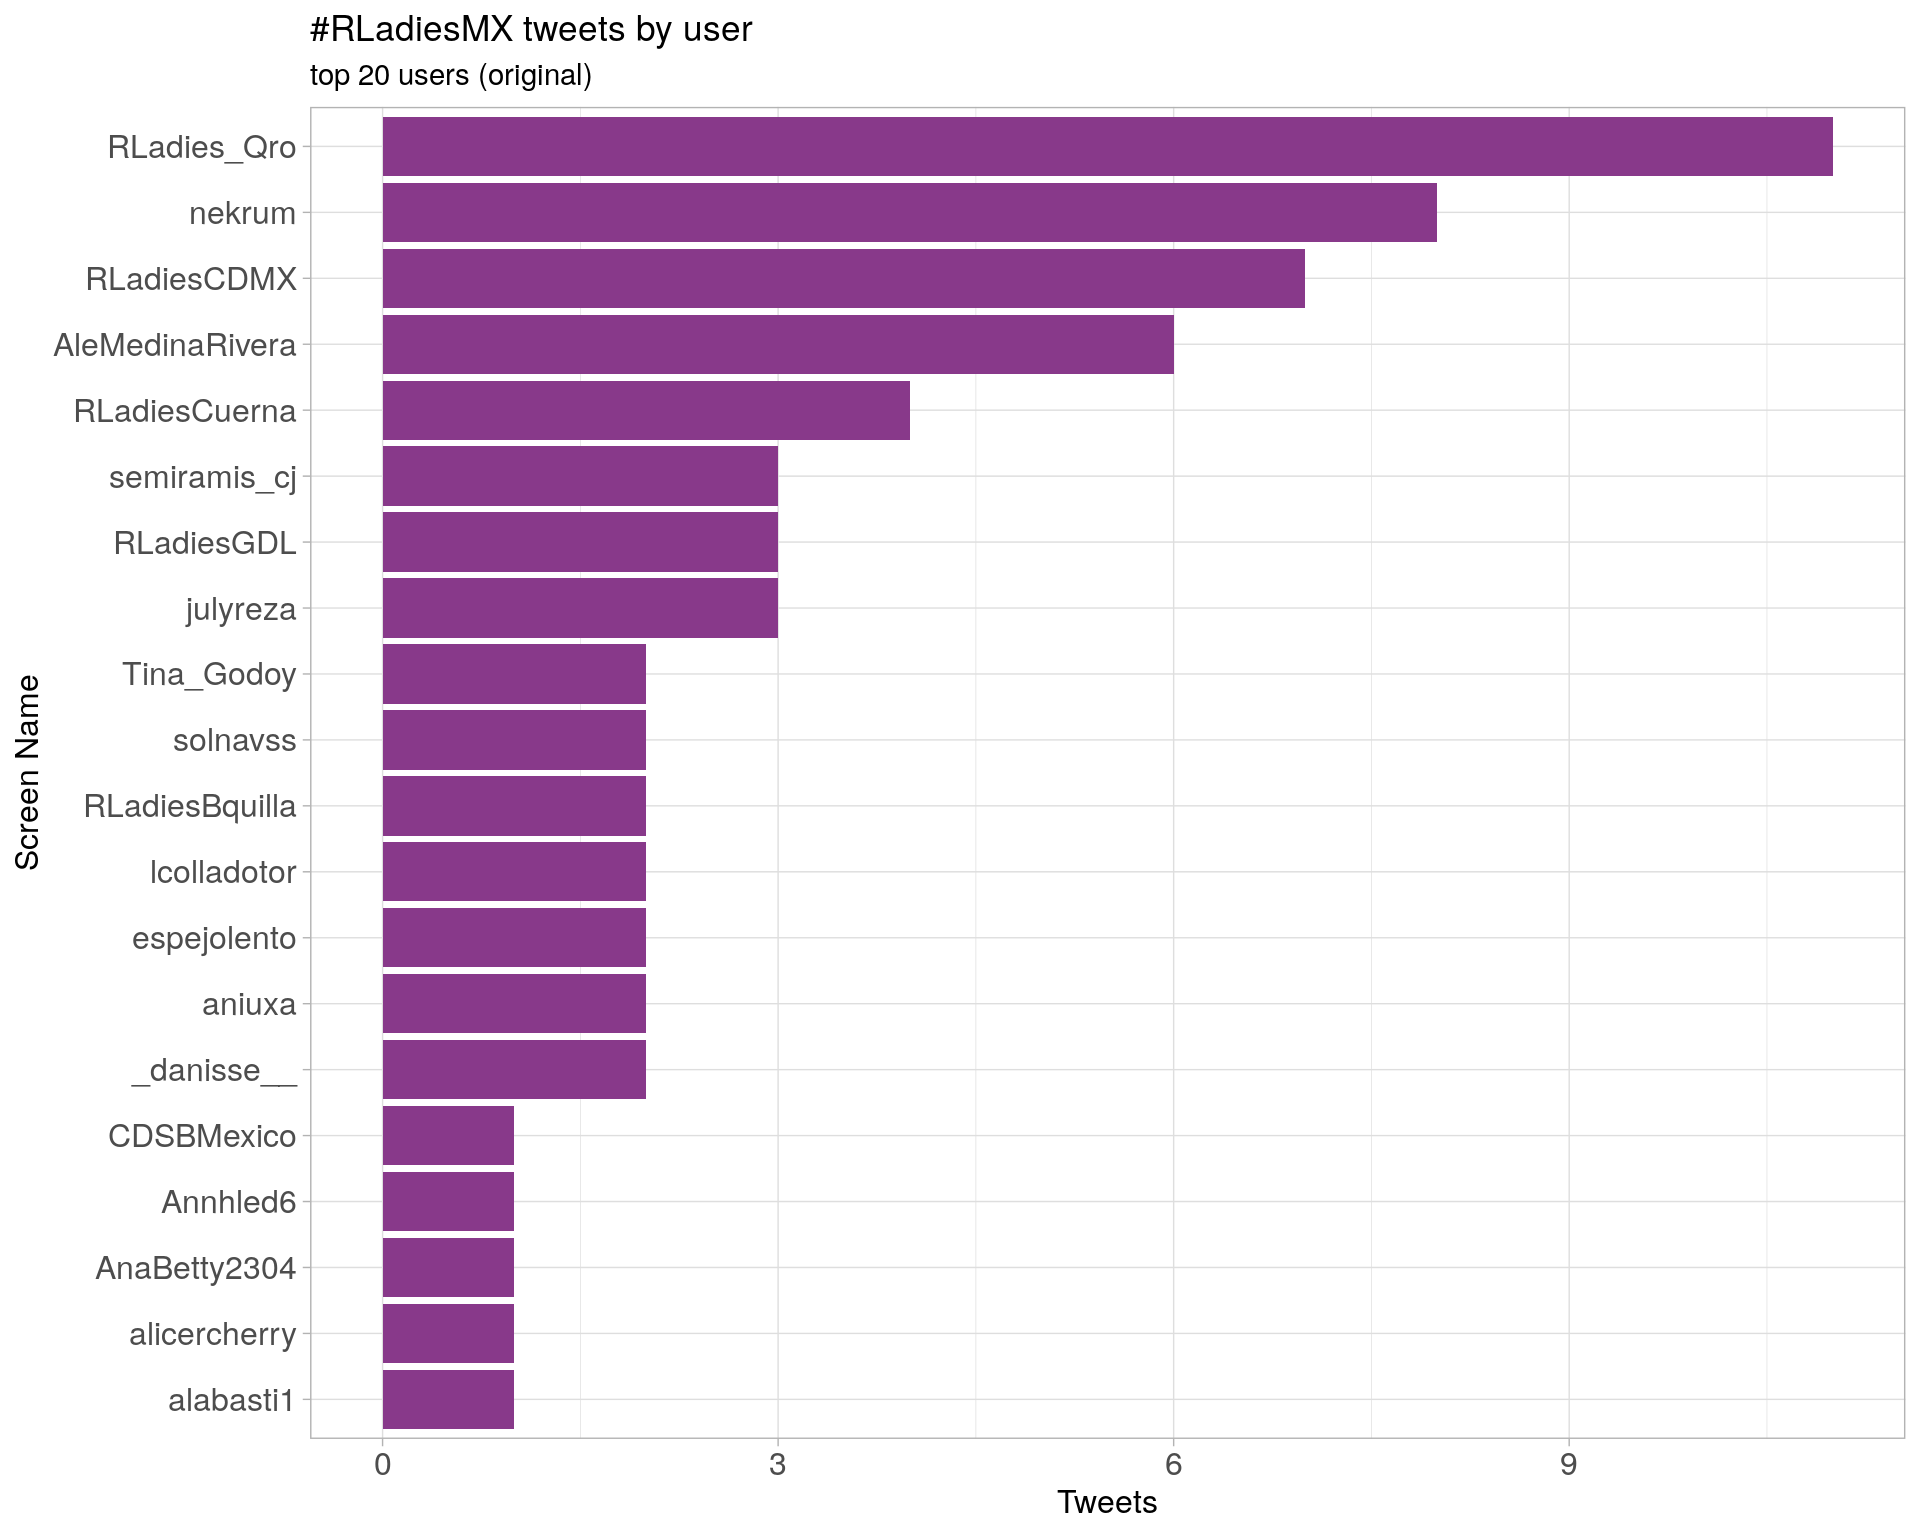 #RLadiesMX tweets by user
top 20 users (original)
Screen Name
RLadies_Qro
nekrum
RLadiesCDMX
AleMedinaRivera
RLadiesCuerna
semiramis_cj
RLadiesGDL
julyreza
Tina_Godoy
solnavss
RLadiesBquilla
lcolladotor
espejolento
aniuxa
_danisse__
CDSBMexico
Annhled6
AnaBetty2304
alicercherry
alabasti1
0 3 6 9
Tweets